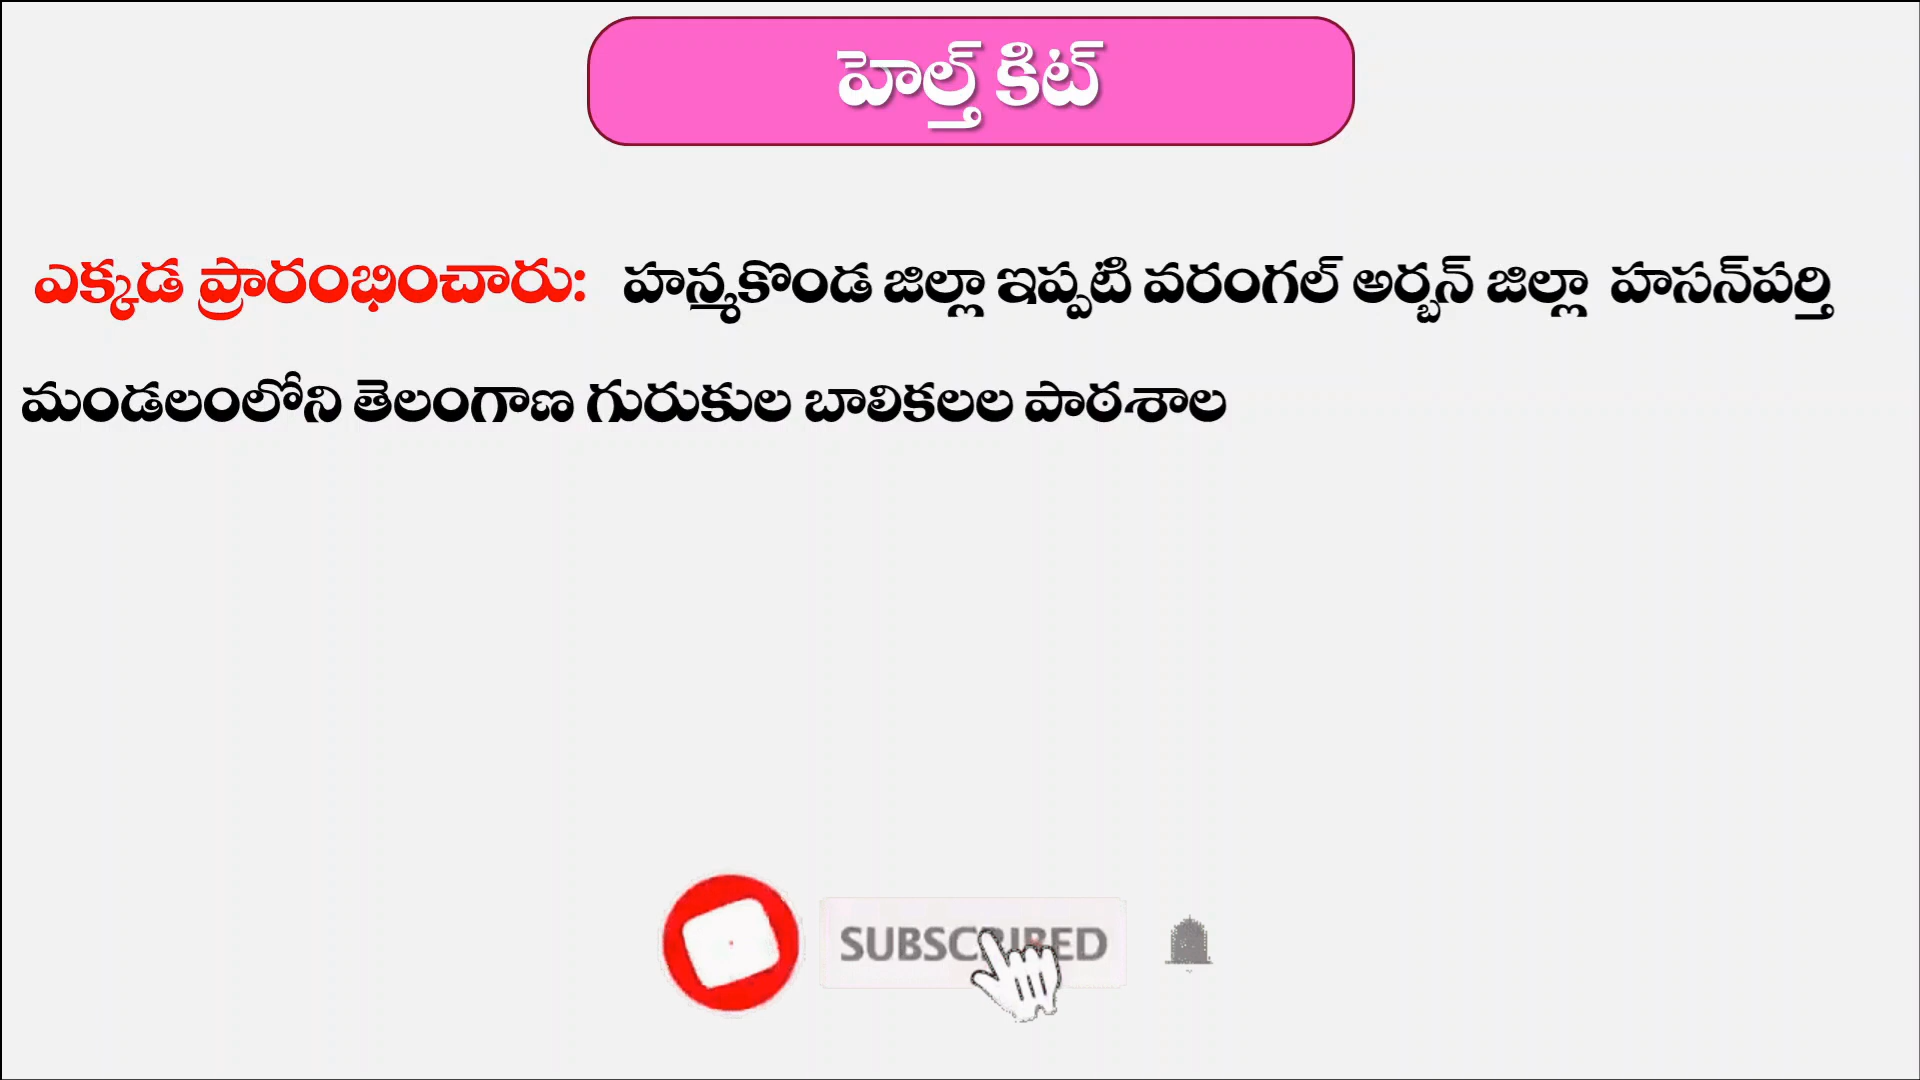 హెల్త్ కిట్
ఎక్కడ ప్రారంభించారు: హన్మకొండ జిల్లా ఇప్పటి వరంగల్ అర్బన్ జిల్లా హసన్‌పర్తి
మండలంలోని తెలంగాణ గురుకుల బాలికలల పాఠశాల
SUBSCRIBED